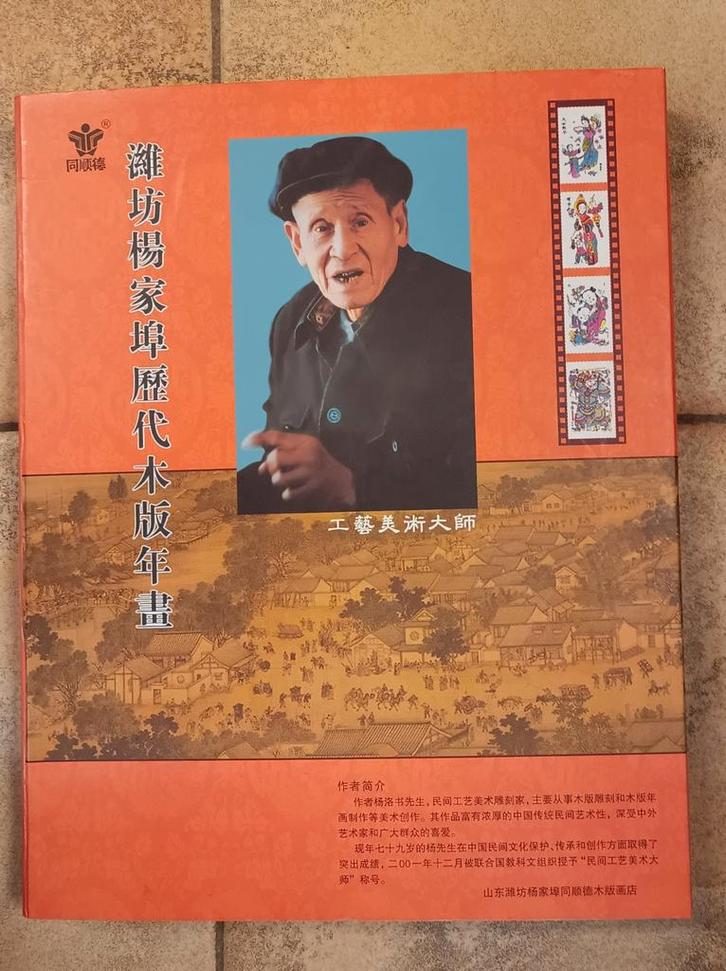 同顺德
®
潍坊楊家埠歷代木版年畫
工藝美術大師
作者简介
作者杨洛书先生，民间工艺美术雕刻家，主要从事木版雕刻和木版年
画制作等美术创作。其作品富有浓厚的中国传统民间艺术性，深受中外
艺术家和广大群众的喜爱。
现年七十九岁的杨先生在中国民间文化保护、传承和创作方面取得了
突出成绩，二00一年十二月被联合国教科文组织授予“民间工艺美术大
师”称号。
山东潍坊杨家埠同顺德木版画店